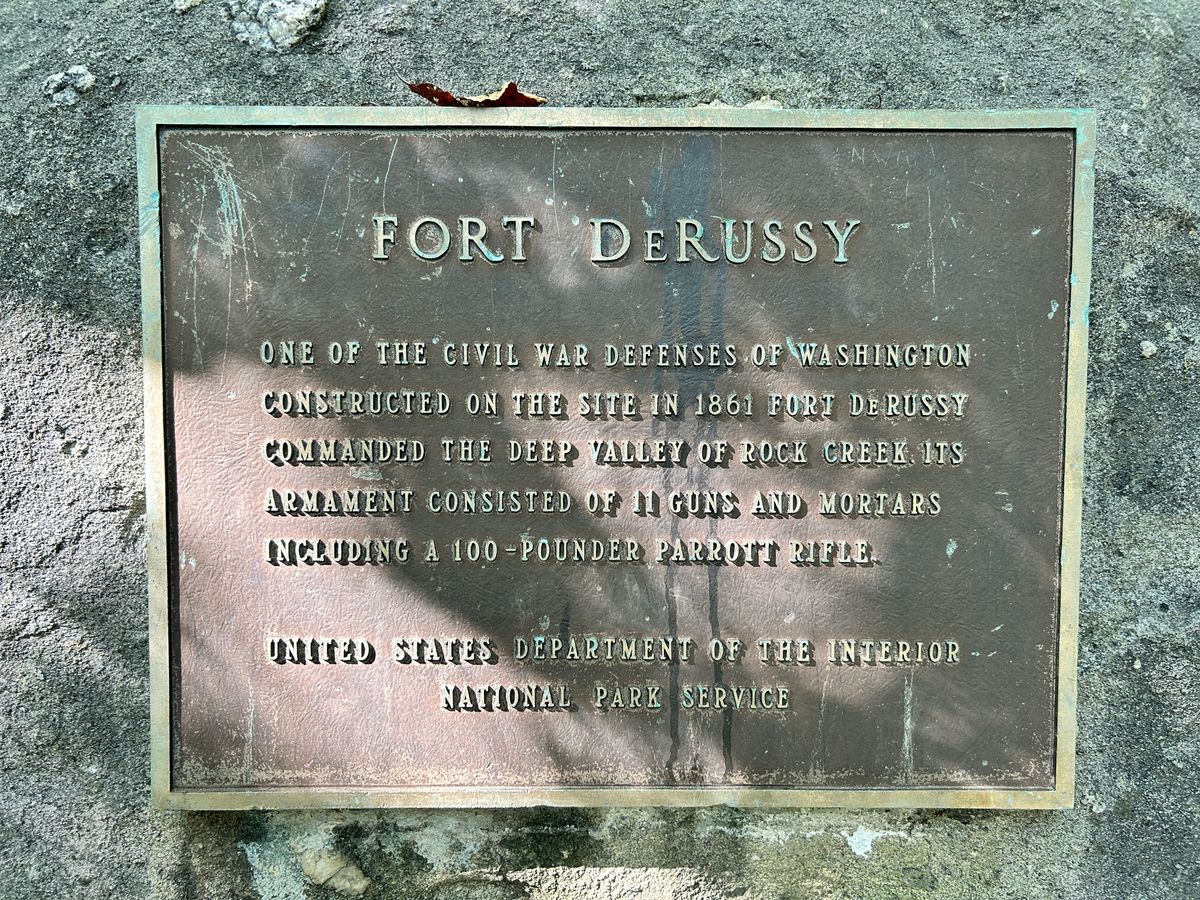 FORT DeRUSSY
ONE OF THE CIVIL WAR DEFENSES OF WASHINGTON
CONSTRUCTED ON THE SITE IN 1861 FORT DeRUSSY
COMMANDED THE DEEP VALLEY OF ROCK CREEK. ITS
ARMAMENT CONSISTED OF 11 GUNS AND MORTARS
INCLUDING A 100-POUNDER PARROTT RIFLE.
UNITED STATES DEPARTMENT OF THE INTERIOR
NATIONAL PARK SERVICE